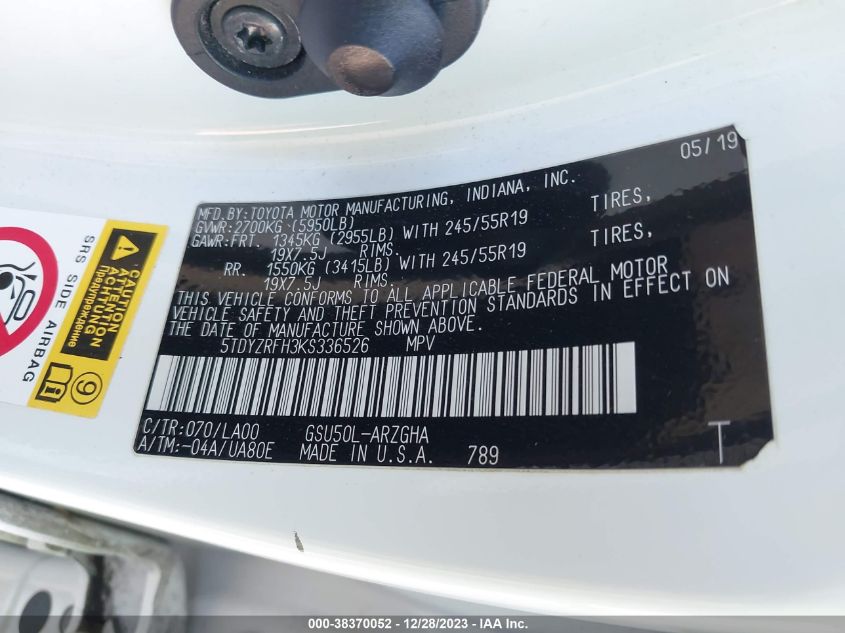 05/19
MFD. BY: TOYOTA MOTOR MANUFACTURING, INDIANA, INC.
GVWR: 2700KG (5950LB)
GAWR: FRT. 1345KG (2955LB) WITH 245/55R19 TIRES,
19X7.5J RIMS.
RR. 1550KG (3415LB) WITH 245/55R19 TIRES,
19X7.5J RIMS.
THIS VEHICLE CONFORMS TO ALL APPLICABLE FEDERAL MOTOR
VEHICLE SAFETY AND THEFT PREVENTION STANDARDS IN EFFECT ON
THE DATE OF MANUFACTURE SHOWN ABOVE.
5TDYZRFH3KS336526 MPV
C/TR: 070/LA00 GSU50L-ARZGHA
A/TM: -04A/UA80E MADE IN U.S.A. 789 T
SRS SIDE AIRBAG
CAUTION
ATTENTION
ACHTUNG
Предупреждение
9
000-38370052 - 12/28/2023 - IAA Inc.